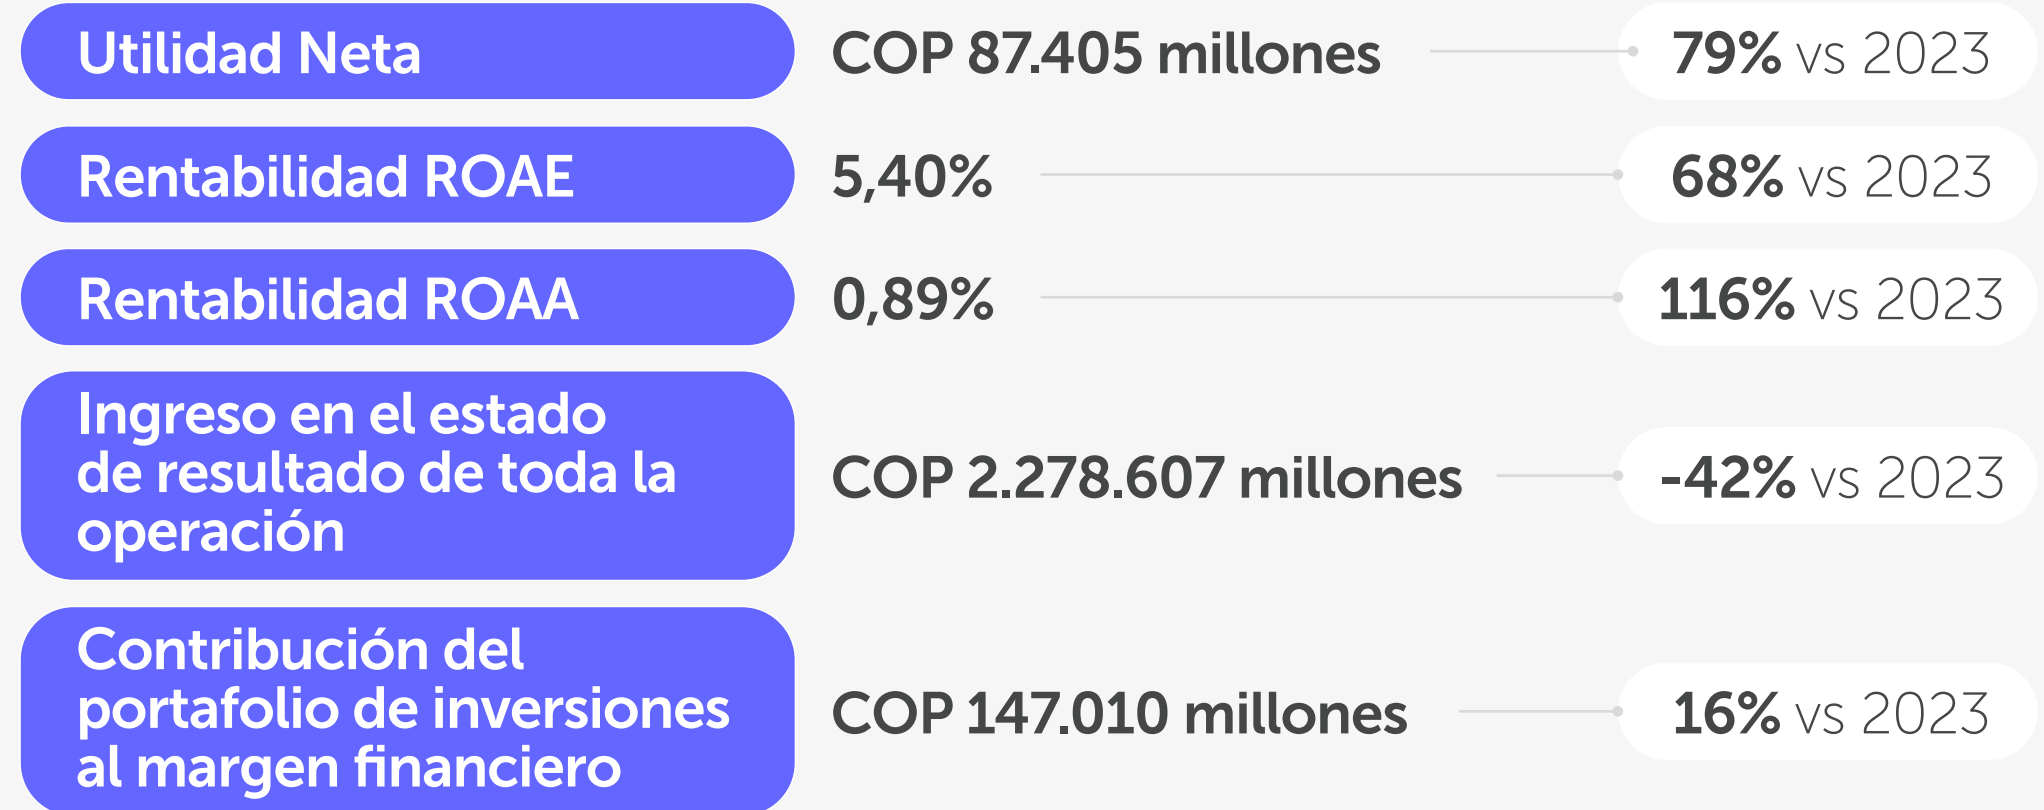 Utilidad Neta COP 87.405 millones 79% vs 2023
Rentabilidad ROAE 5,40% 68% vs 2023
Rentabilidad ROAA 0,89% 116% vs 2023
Ingreso en el estado
de resultado de toda la
operación
COP 2.278.607 millones -42% vs 2023
Contribución del
portafolio de inversiones
al margen financiero
COP 147.010 millones 16% vs 2023